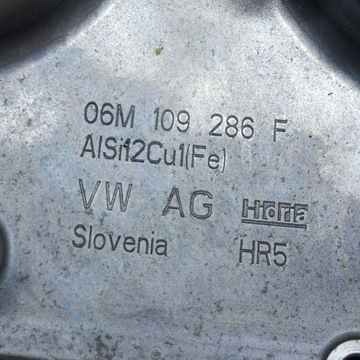 06M 109 286 F
AlSi12Cu1(Fe)
VW AG Hidria
Slovenia HR5